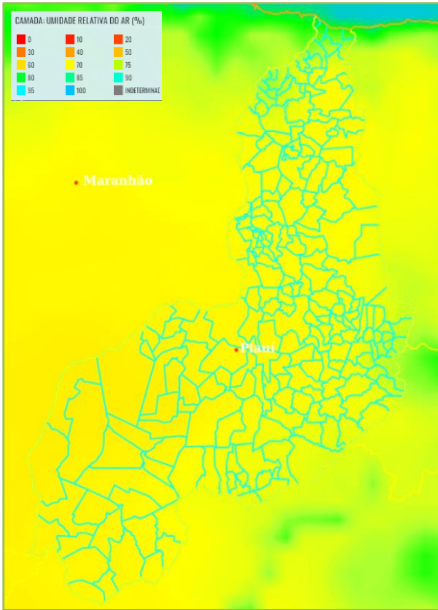 CAMADA: UMIDADE RELATIVA DO AR (%)
0 10 20
30 40 50
60 70 75
80 85 90
95 100 INDETERMINAD
Maranhão
Piauí